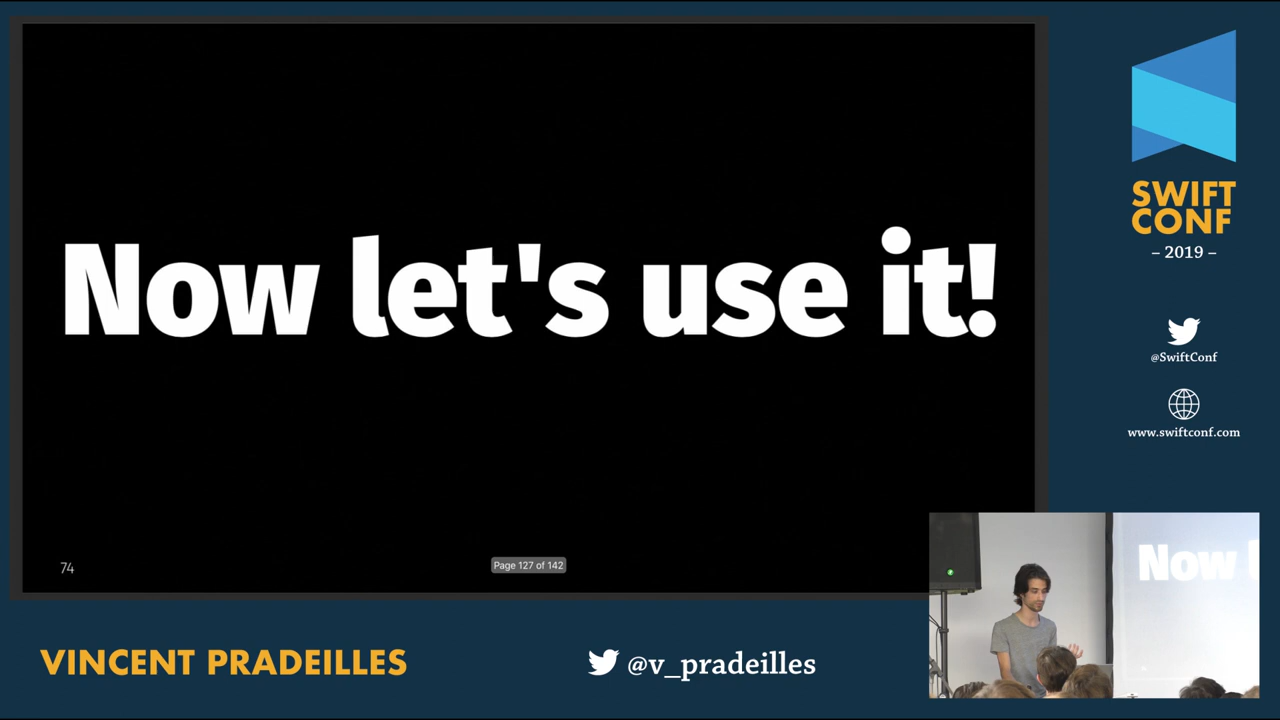 Now let's use it!
74
Page 127 of 142
SWIFT
CONF
– 2019 –
@SwiftConf
www.swiftconf.com
Now l
VINCENT PRADEILLES
@v_pradeilles